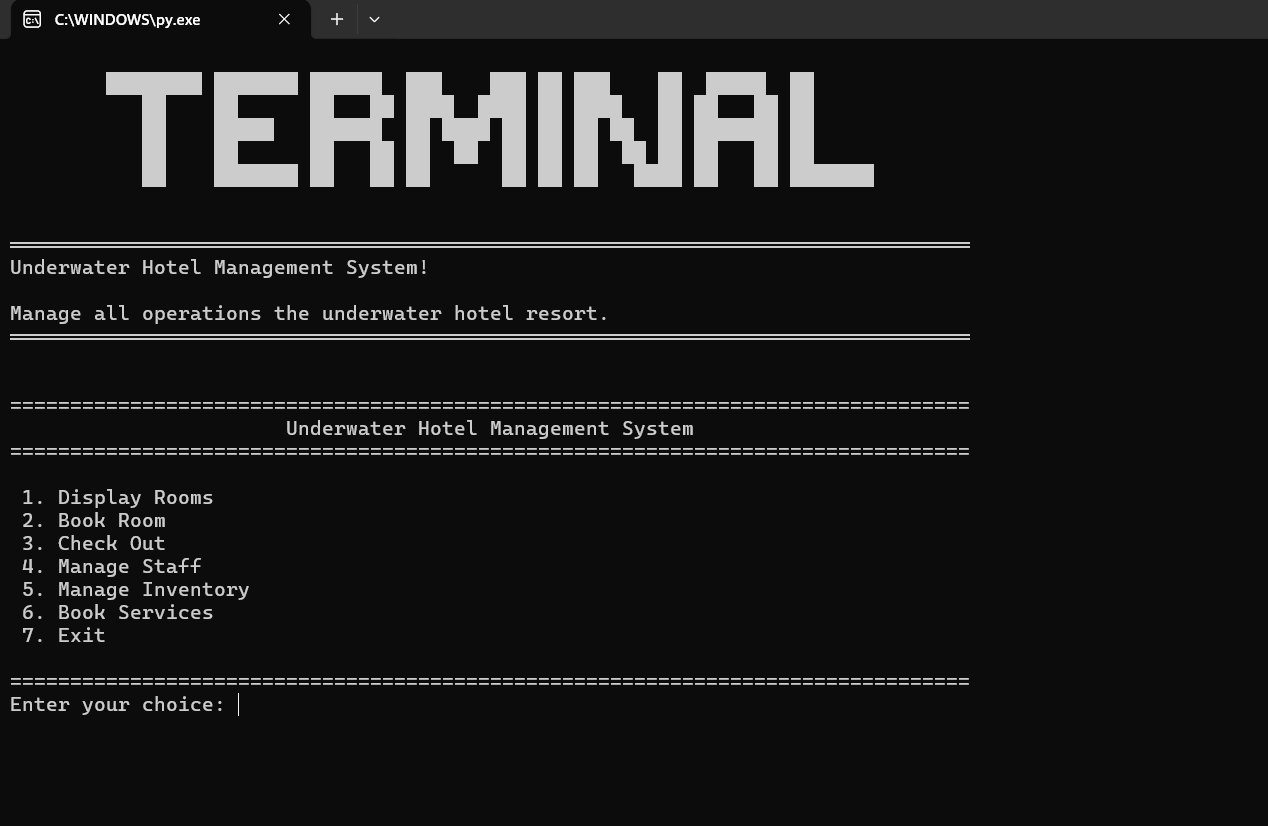 C:\WINDOWS\py.exe
TERMINAL
Underwater Hotel Management System!
Manage all operations the underwater hotel resort.
================================================================================
Underwater Hotel Management System
================================================================================
1. Display Rooms
2. Book Room
3. Check Out
4. Manage Staff
5. Manage Inventory
6. Book Services
7. Exit
================================================================================
Enter your choice: